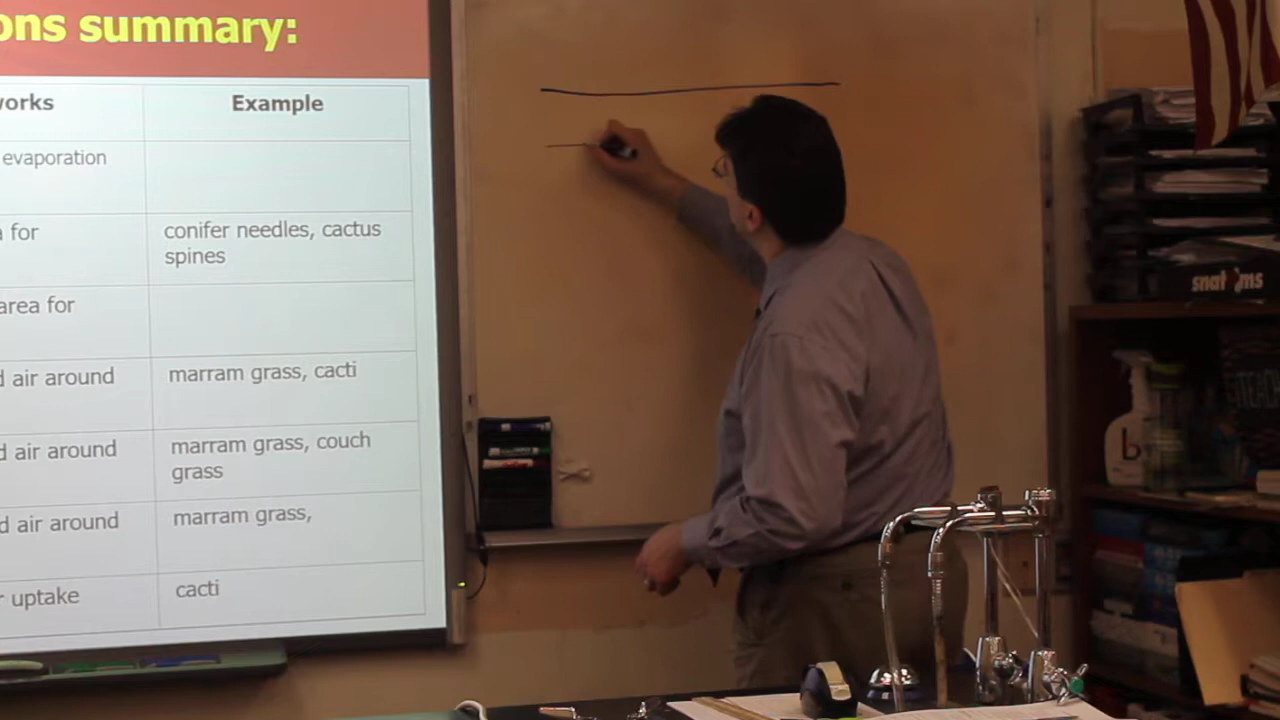 ons summary:
works
Example
evaporation
a for
conifer needles, cactus
spines
area for
d air around
marram grass, cacti
d air around
marram grass, couch
grass
d air around
marram grass,
r uptake
cacti
snatoms
b